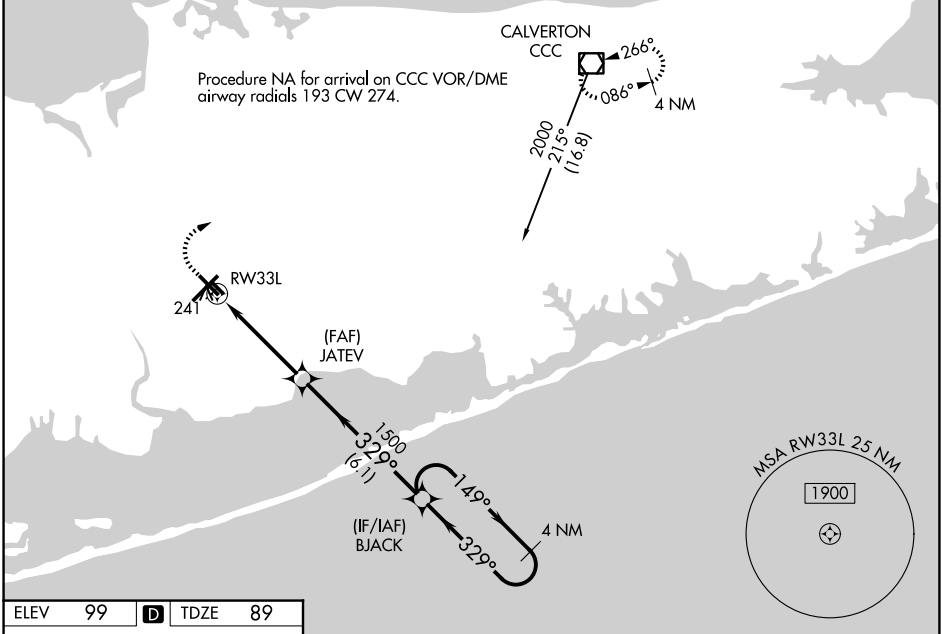 CALVERTON
CCC
266°
086°
4 NM
Procedure NA for arrival on CCC VOR/DME
airway radials 193 CW 274.
2000
215°
(16.8)
RW33L
241
(FAF)
JATEV
1500
329°
(6.1)
149°
4 NM
329°
(IF/IAF)
BJACK
MSA RW33L 25 NM
1900
ELEV 99 D TDZE 89